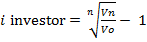 i investor = ⁿ√(Vn/Vo) − 1